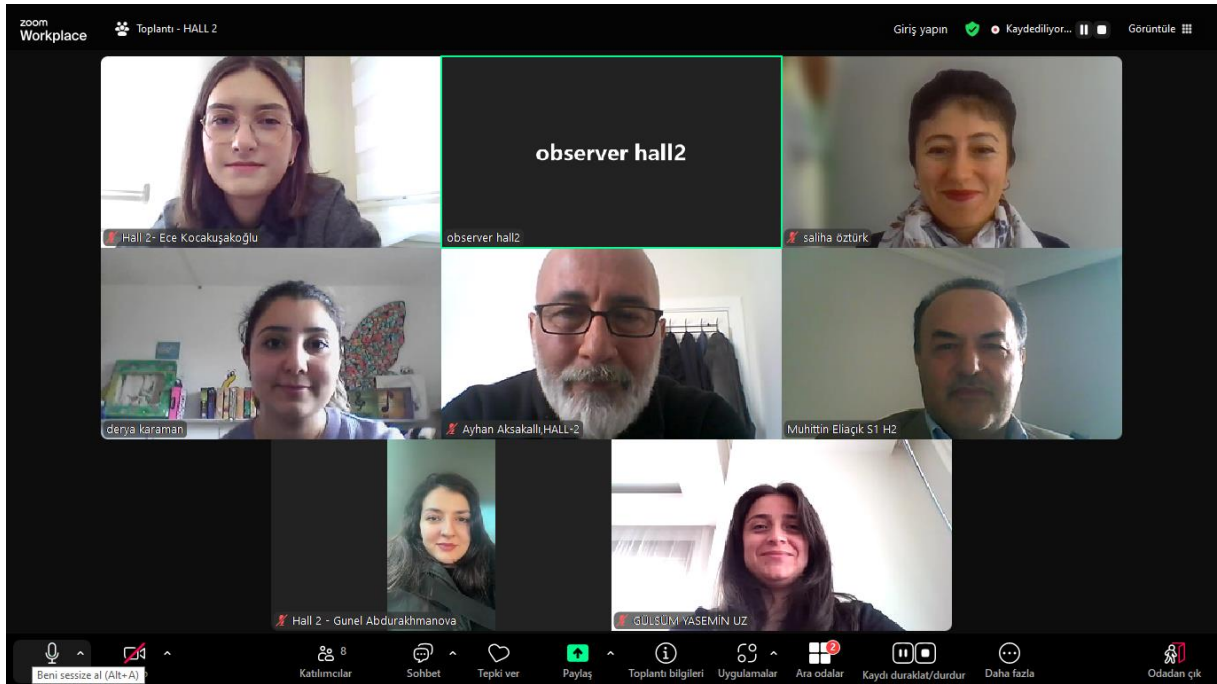 zoom
Workplace
Toplantı - HALL 2
Giriş yapın
Kaydediliyor...
Görüntüle
observer hall2
Hall 2- Ece Kocakuşakoğlu
observer hall2
saliha öztürk
derya karaman
Ayhan Aksakallı,HALL-2
Muhittin Eliaçık S1 H2
Hall 2 - Gunel Abdurakhmanova
GÜLSÜM YASEMİN UZ
8
2
Beni sessize al (Alt+A)
Katılımcılar
Sohbet
Tepki ver
Paylaş
Toplantı bilgileri
Uygulamalar
Ara odalar
Kaydı duraklat/durdur
Daha fazla
Odadan çık